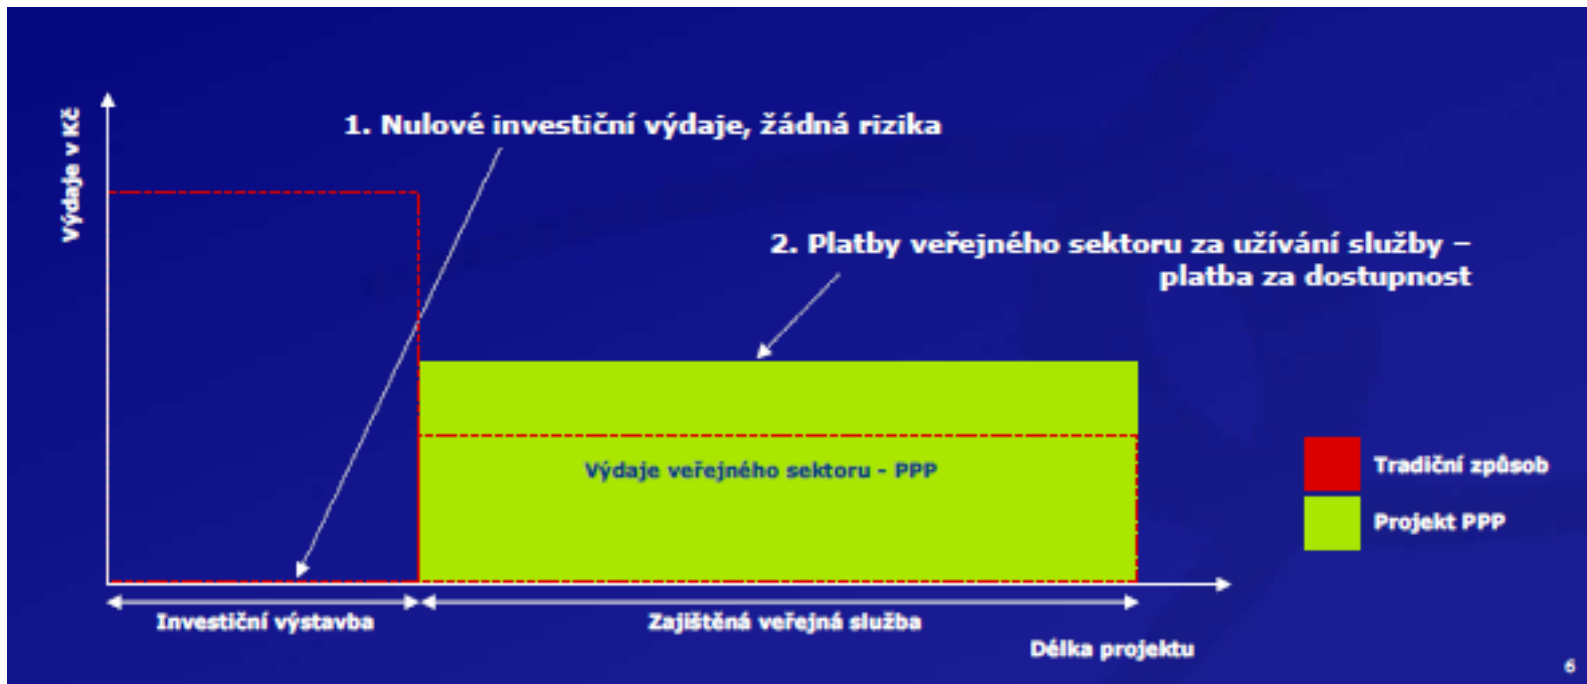 Výdaje v Kč
1. Nulové investiční výdaje, žádná rizika
2. Platby veřejného sektoru za užívání služby –
platba za dostupnost
Výdaje veřejného sektoru - PPP
Tradiční způsob
Projekt PPP
Investiční výstavba
Zajištěná veřejná služba
Délka projektu
6